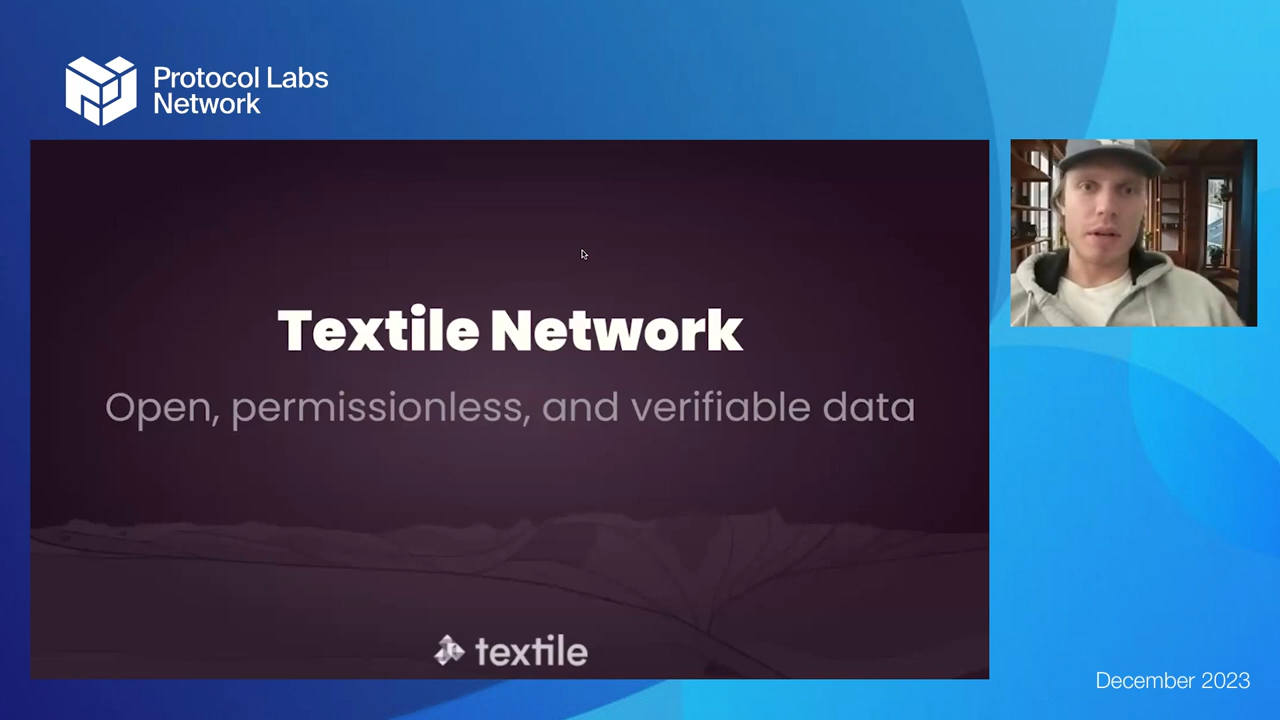 Protocol Labs
Network
Textile Network
Open, permissionless, and verifiable data
textile
December 2023